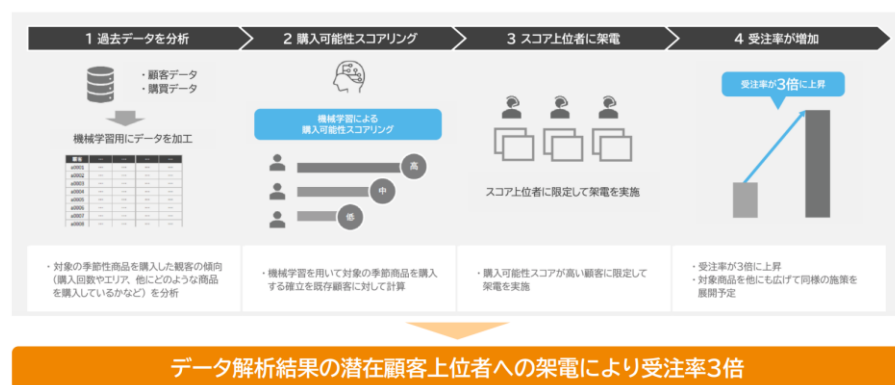 1 過去データを分析
2 購入可能性スコアリング
3 スコア上位者に架電
4 受注率が増加
・顧客データ
・購買データ
機械学習用にデータを加工
顧客 … … …
a0001 … … …
a0002 … … …
a0003 … … …
a0004 … … …
a0005 … … …
a0006 … … …
a0007 … … …
a0008 … … …
機械学習による
購入可能性スコアリング
高
中
低
スコア上位者に限定して架電を実施
受注率が3倍に上昇
・対象の季節性商品を購入した観客の傾向
（購入回数やエリア、他にどのような商品
を購入しているかなど）を分析
・機械学習を用いて対象の季節商品を購入
する確立を既存顧客に対して計算
・購入可能性スコアが高い顧客に限定して
架電を実施
・受注率が3倍に上昇
・対象商品を他にも広げて同様の施策を
展開予定
データ解析結果の潜在顧客上位者への架電により受注率3倍